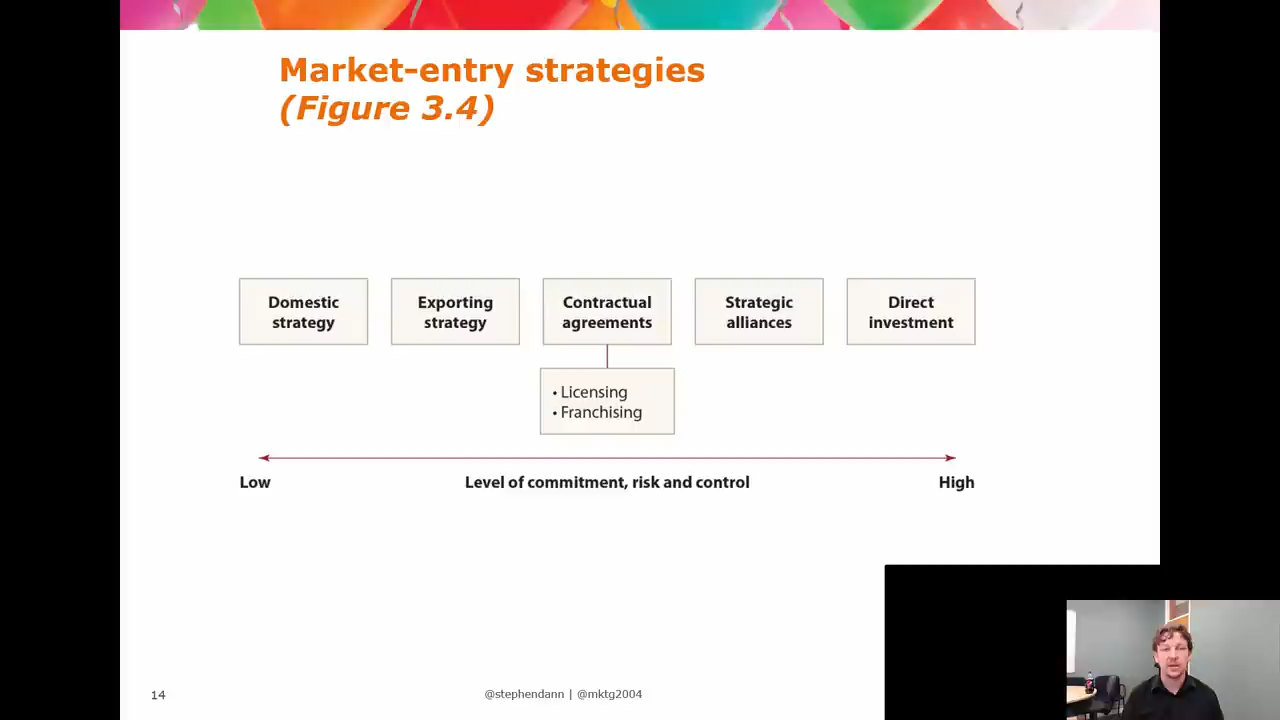 Market-entry strategies
(Figure 3.4)
Domestic
strategy
Exporting
strategy
Contractual
agreements
Strategic
alliances
Direct
investment
• Licensing
• Franchising
Low
Level of commitment, risk and control
High
14
@stephendann | @mktg2004